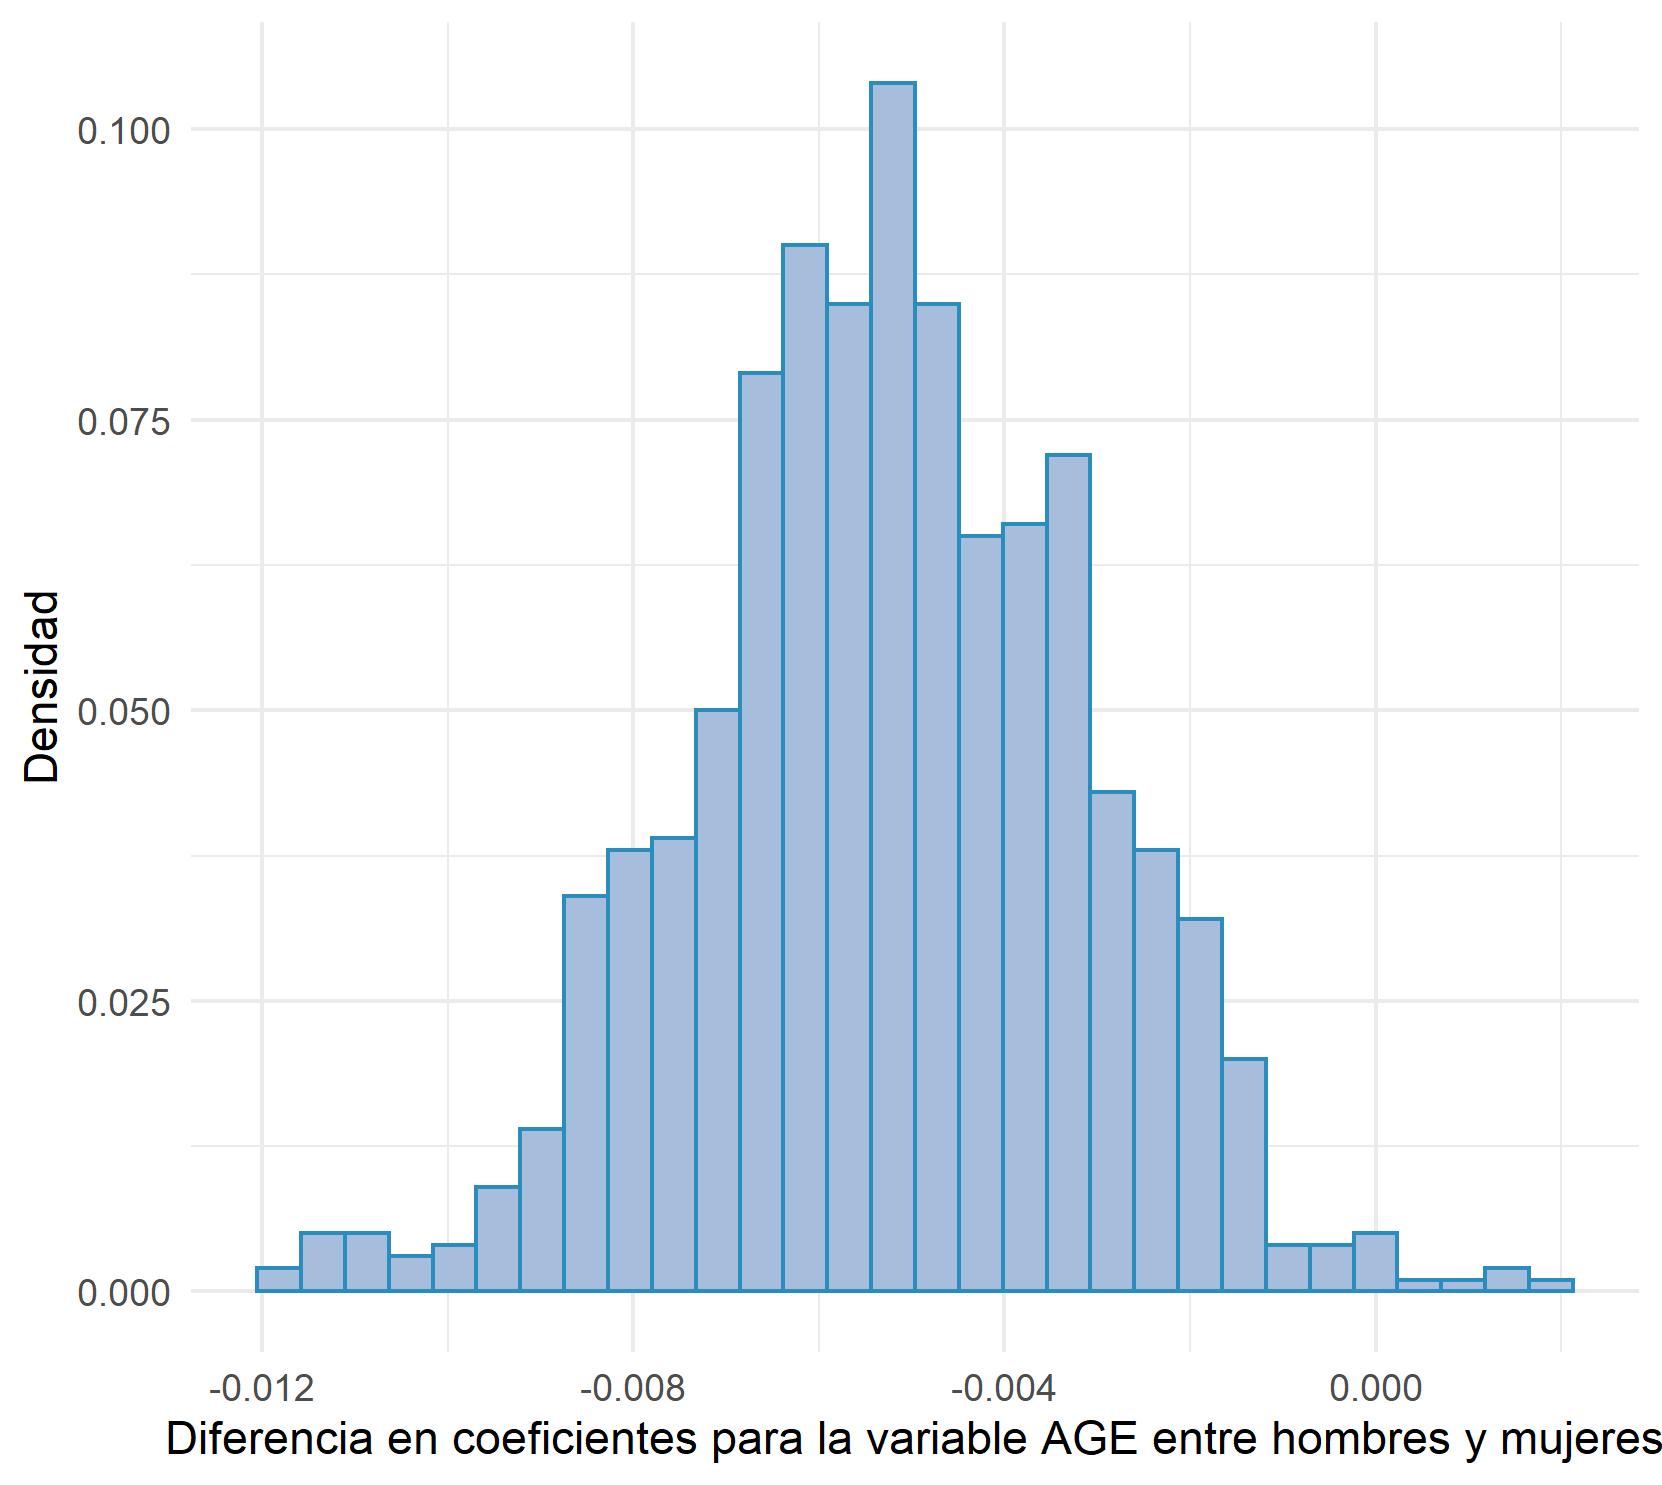 0.100
0.075
0.050
0.025
0.000
Densidad
-0.012 -0.008 -0.004 0.000
Diferencia en coeficientes para la variable AGE entre hombres y mujeres